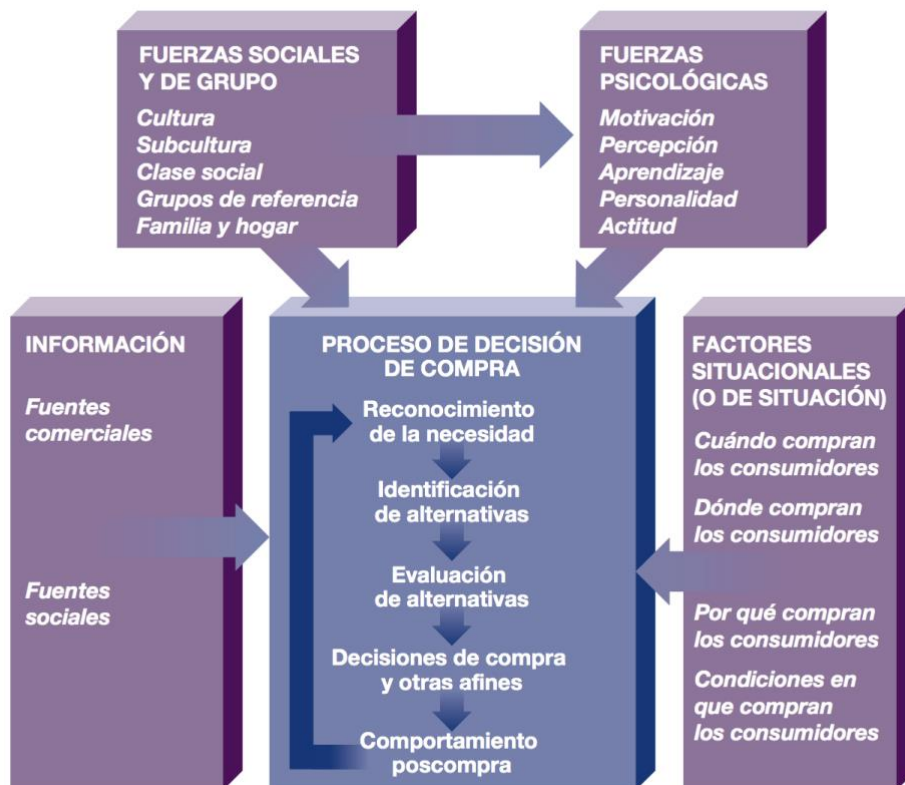 FUERZAS SOCIALES
Y DE GRUPO
Cultura
Subcultura
Clase social
Grupos de referencia
Familia y hogar
FUERZAS
PSICOLÓGICAS
Motivación
Percepción
Aprendizaje
Personalidad
Actitud
INFORMACIÓN
Fuentes
comerciales
Fuentes
sociales
PROCESO DE DECISIÓN
DE COMPRA
Reconocimiento
de la necesidad
Identificación
de alternativas
Evaluación
de alternativas
Decisiones de compra
y otras afines
Comportamiento
poscompra
FACTORES
SITUACIONALES
(O DE SITUACIÓN)
Cuándo compran
los consumidores
Dónde compran
los consumidores
Por qué compran
los consumidores
Condiciones en
que compran
los consumidores